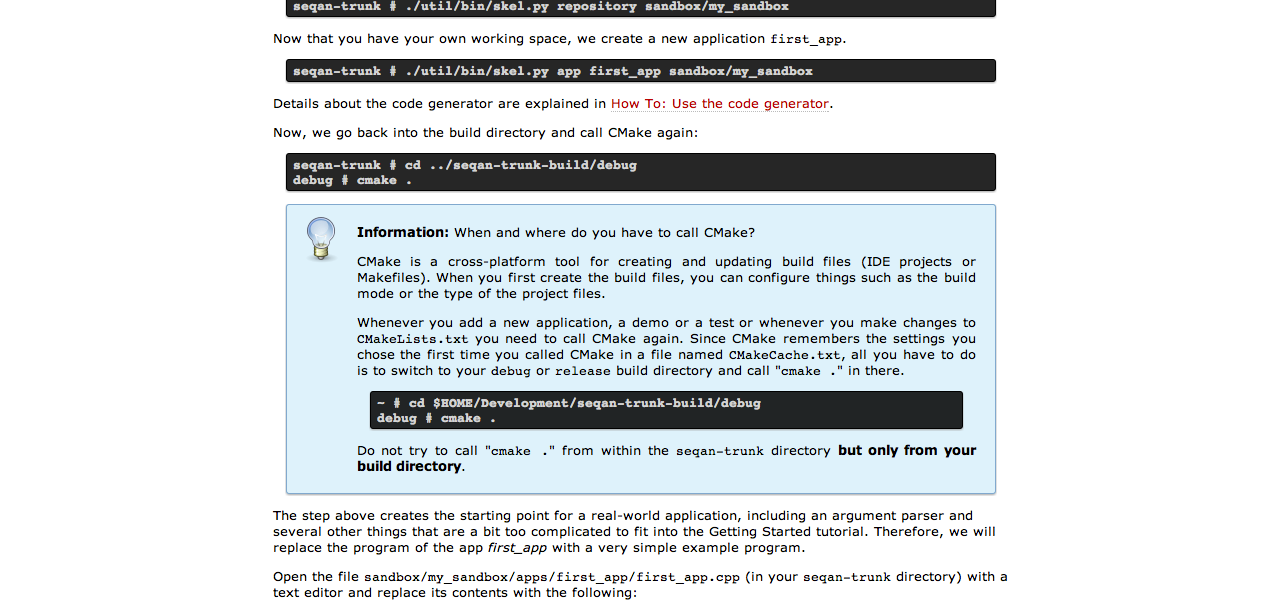 seqan-trunk # ./util/bin/skel.py repository sandbox/my_sandbox
Now that you have your own working space, we create a new application first_app.
seqan-trunk # ./util/bin/skel.py app first_app sandbox/my_sandbox
Details about the code generator are explained in How To: Use the code generator.
Now, we go back into the build directory and call CMake again:
seqan-trunk # cd ../seqan-trunk-build/debug
debug # cmake .
Information: When and where do you have to call CMake?
CMake is a cross-platform tool for creating and updating build files (IDE projects or
Makefiles). When you first create the build files, you can configure things such as the build
mode or the type of the project files.
Whenever you add a new application, a demo or a test or whenever you make changes to
CMakeLists.txt you need to call CMake again. Since CMake remembers the settings you
chose the first time you called CMake in a file named CMakeCache.txt, all you have to do
is to switch to your debug or release build directory and call "cmake ." in there.
~ # cd $HOME/Development/seqan-trunk-build/debug
debug # cmake .
Do not try to call "cmake ." from within the seqan-trunk directory but only from your
build directory.
The step above creates the starting point for a real-world application, including an argument parser and
several other things that are a bit too complicated to fit into the Getting Started tutorial. Therefore, we will
replace the program of the app first_app with a very simple example program.
Open the file sandbox/my_sandbox/apps/first_app/first_app.cpp (in your seqan-trunk directory) with a
text editor and replace its contents with the following: